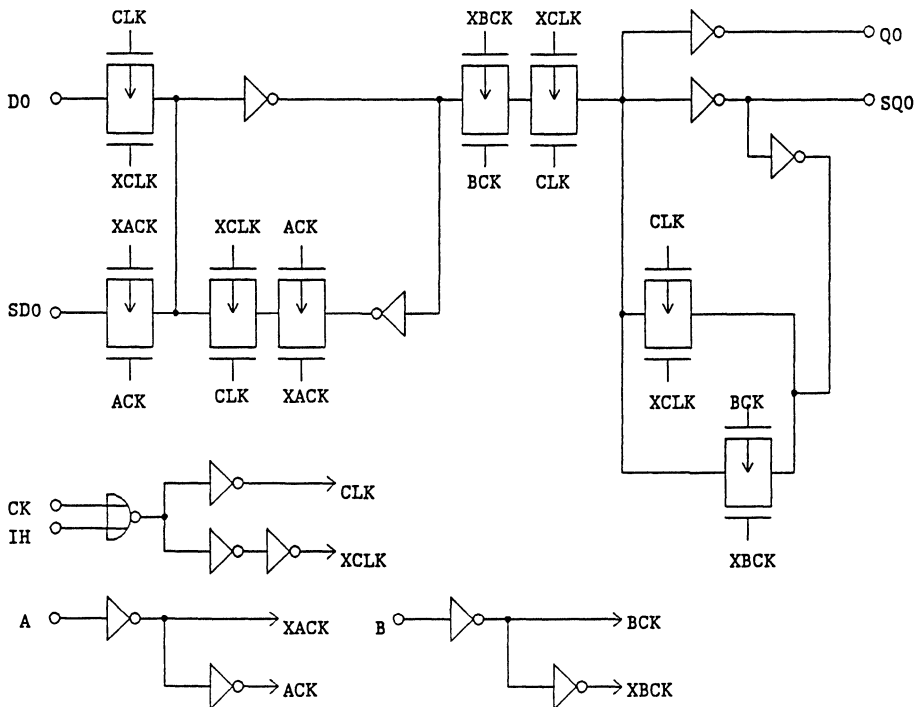 CLK
XBCK XCLK
Q0
D0
SQ0
XCLK
BCK CLK
XACK XCLK ACK
CLK
SD0
ACK CLK XACK
XCLK BCK
CK
IH
CLK
XCLK
XBCK
A
XACK
B
BCK
ACK
XBCK